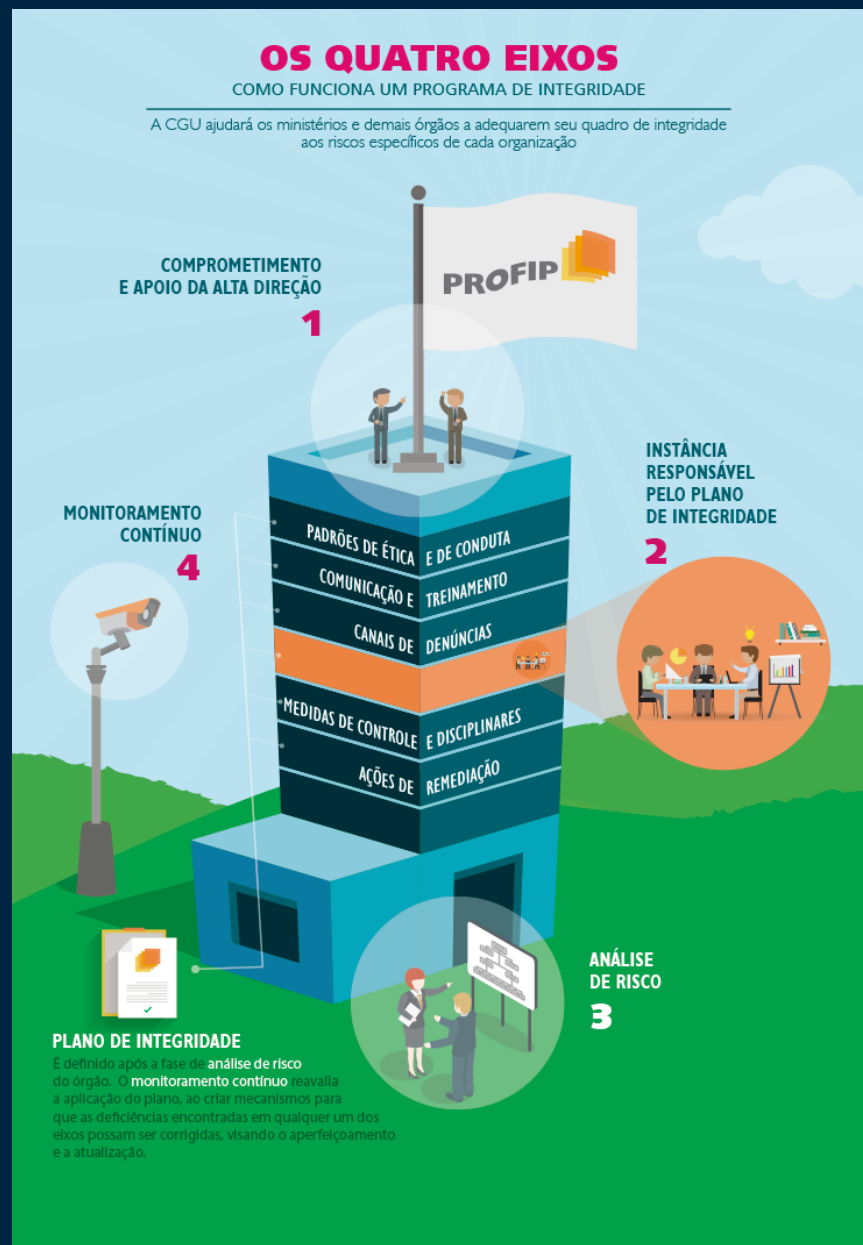 OS QUATRO EIXOS
COMO FUNCIONA UM PROGRAMA DE INTEGRIDADE
A CGU ajudará os ministérios e demais órgãos a adequarem seu quadro de integridade
aos riscos específicos de cada organização
PROFIP
COMPROMETIMENTO
E APOIO DA ALTA DIREÇÃO
1
INSTÂNCIA
RESPONSÁVEL
PELO PLANO
DE INTEGRIDADE
2
MONITORAMENTO
CONTÍNUO
4
PADRÕES DE ÉTICA E DE CONDUTA
COMUNICAÇÃO E TREINAMENTO
CANAIS DE DENÚNCIAS
MEDIDAS DE CONTROLE E DISCIPLINARES
AÇÕES DE REMEDIAÇÃO
ANÁLISE
DE RISCO
3
PLANO DE INTEGRIDADE
É definido após a fase de análise de risco
do órgão. O monitoramento contínuo reavalia
a aplicação do plano, ao criar mecanismos para
que as deficiências encontradas em qualquer um dos
eixos possam ser corrigidas, visando o aperfeiçoamento
e a atualização.